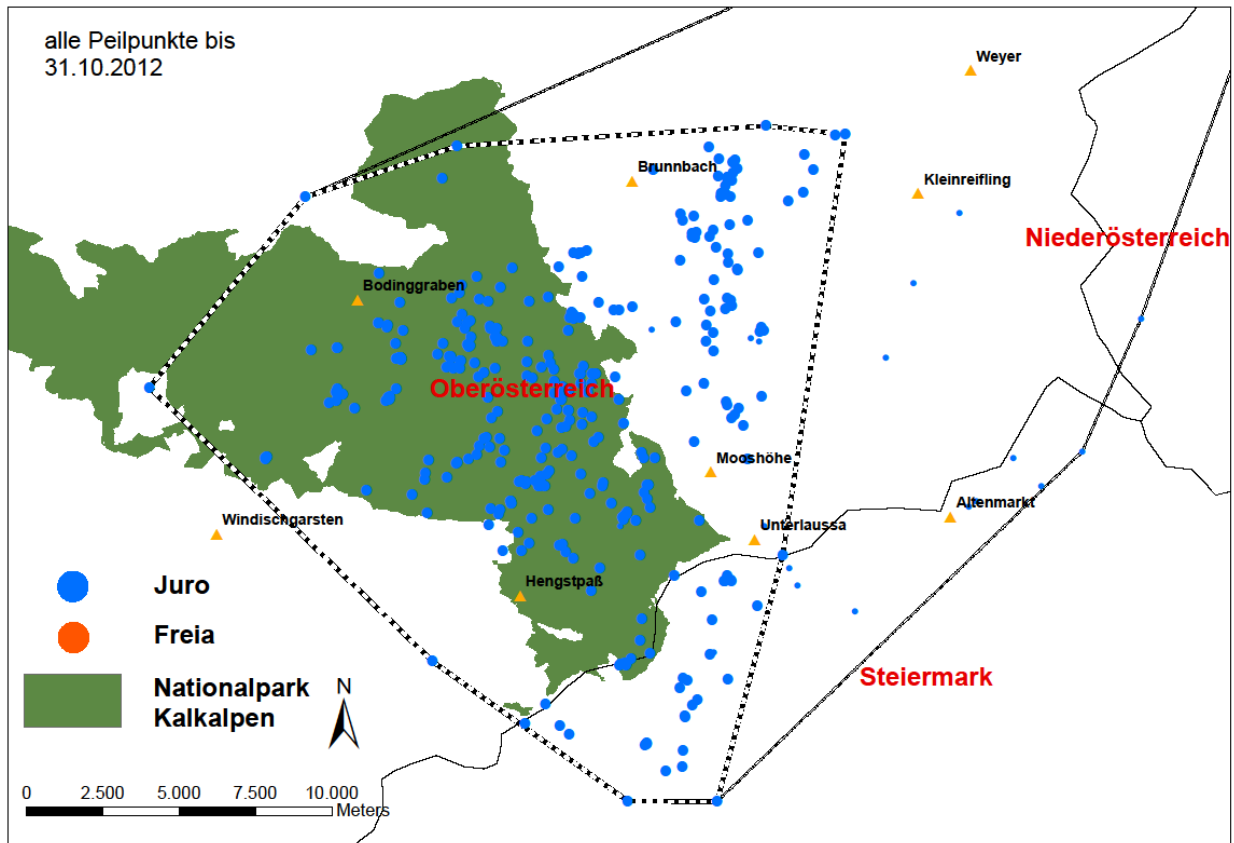 alle Peilpunkte bis
31.10.2012
Weyer
Brunnbach
Kleinreifling
Niederösterreich
Bodinggraben
Oberösterreich
Mooshöhe
Windischgarsten
Altenmarkt
Unterlaussa
Hengstpaß
Juro
Freia
Steiermark
Nationalpark
Kalkalpen
N
0 2.500 5.000 7.500 10.000
Meters